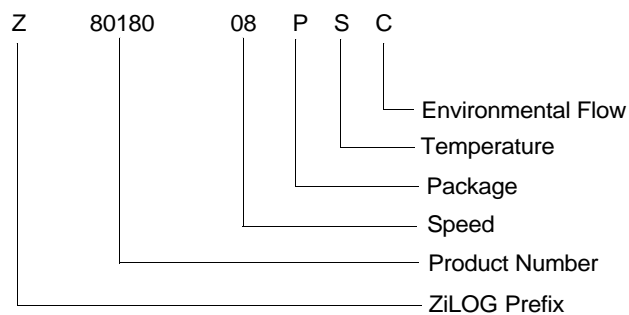 Z 80180 08 P S C
Environmental Flow
Temperature
Package
Speed
Product Number
ZiLOG Prefix